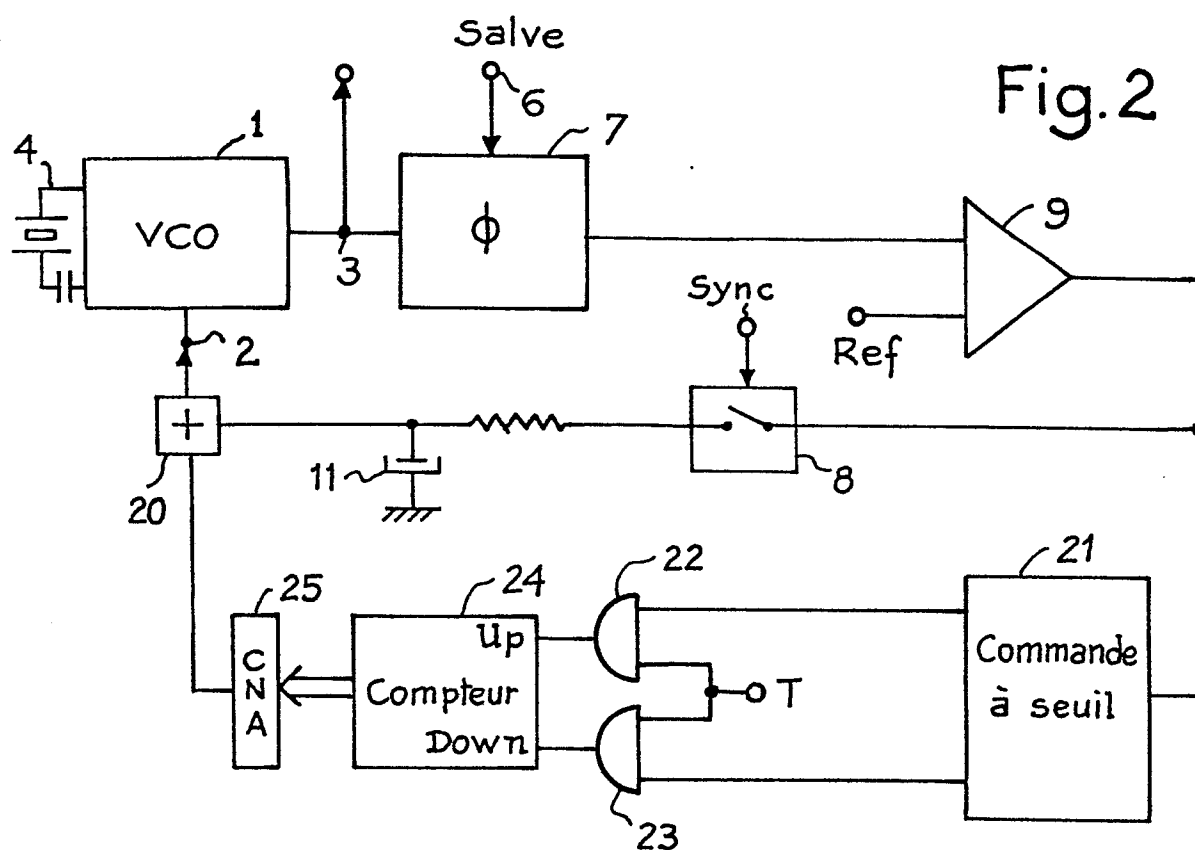 Salve
Fig. 2
6
1
7
4
VCO
ϕ
9
3
Sync
2
Ref
+
11
8
20
21
22
24
25
Up
Commande
à seuil
CNA
Compteur
T
Down
23